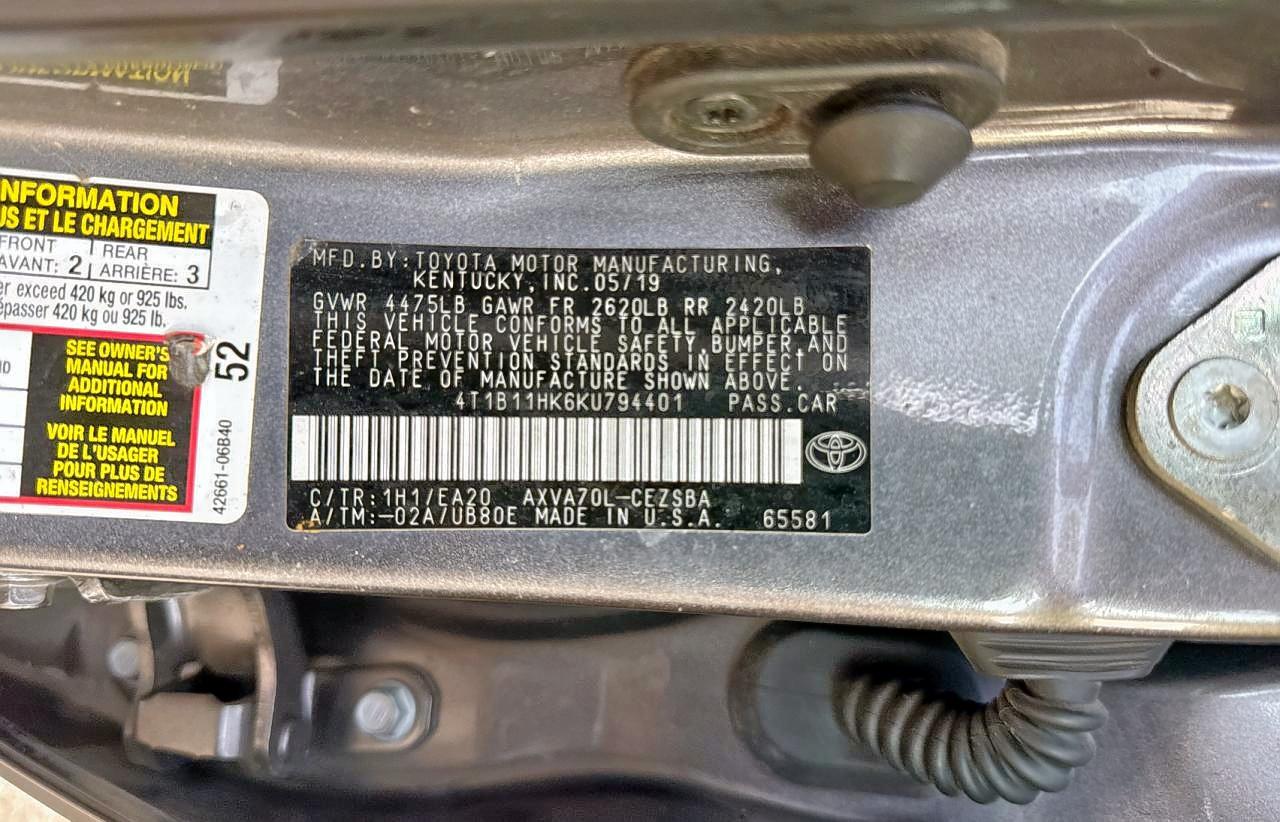 NFORMATION
US ET LE CHARGEMENT
FRONT REAR
AVANT: 2 ARRIÈRE: 3
er exceed 420 kg or 925 lbs.
épasser 420 kg ou 925 lb.
SEE OWNER'S
MANUAL FOR
ADDITIONAL
INFORMATION
VOIR LE MANUEL
DE L'USAGER
POUR PLUS DE
RENSEIGNEMENTS
52
42661-06B40
MFD.BY:TOYOTA MOTOR MANUFACTURING,
KENTUCKY,INC.05/19
GVWR 4475LB GAWR FR 2620LB RR 2420LB
THIS VEHICLE CONFORMS TO ALL APPLICABLE
FEDERAL MOTOR VEHICLE SAFETY,BUMPER,AND
THEFT PREVENTION STANDARDS IN EFFECT ON
THE DATE OF MANUFACTURE SHOWN ABOVE.
4T1B11HK6KU794401 PASS.CAR
C/TR:1H1/EA20 AXVA70L-CEZSBA
A/TM:-02A/UB80E MADE IN U.S.A. 65581